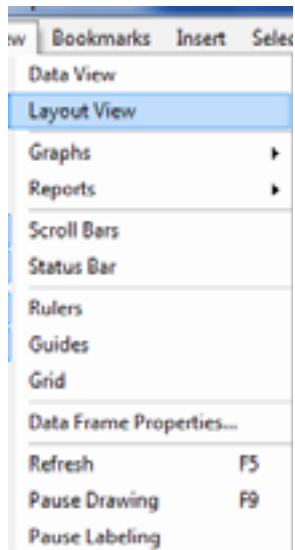 Bookmarks Insert
Data View
Layout View
Graphs
Reports
Scroll Bars
Status Bar
Rulers
Guides
Grid
Data Frame Properties...
Refresh F5
Pause Drawing F9
Pause Labeling